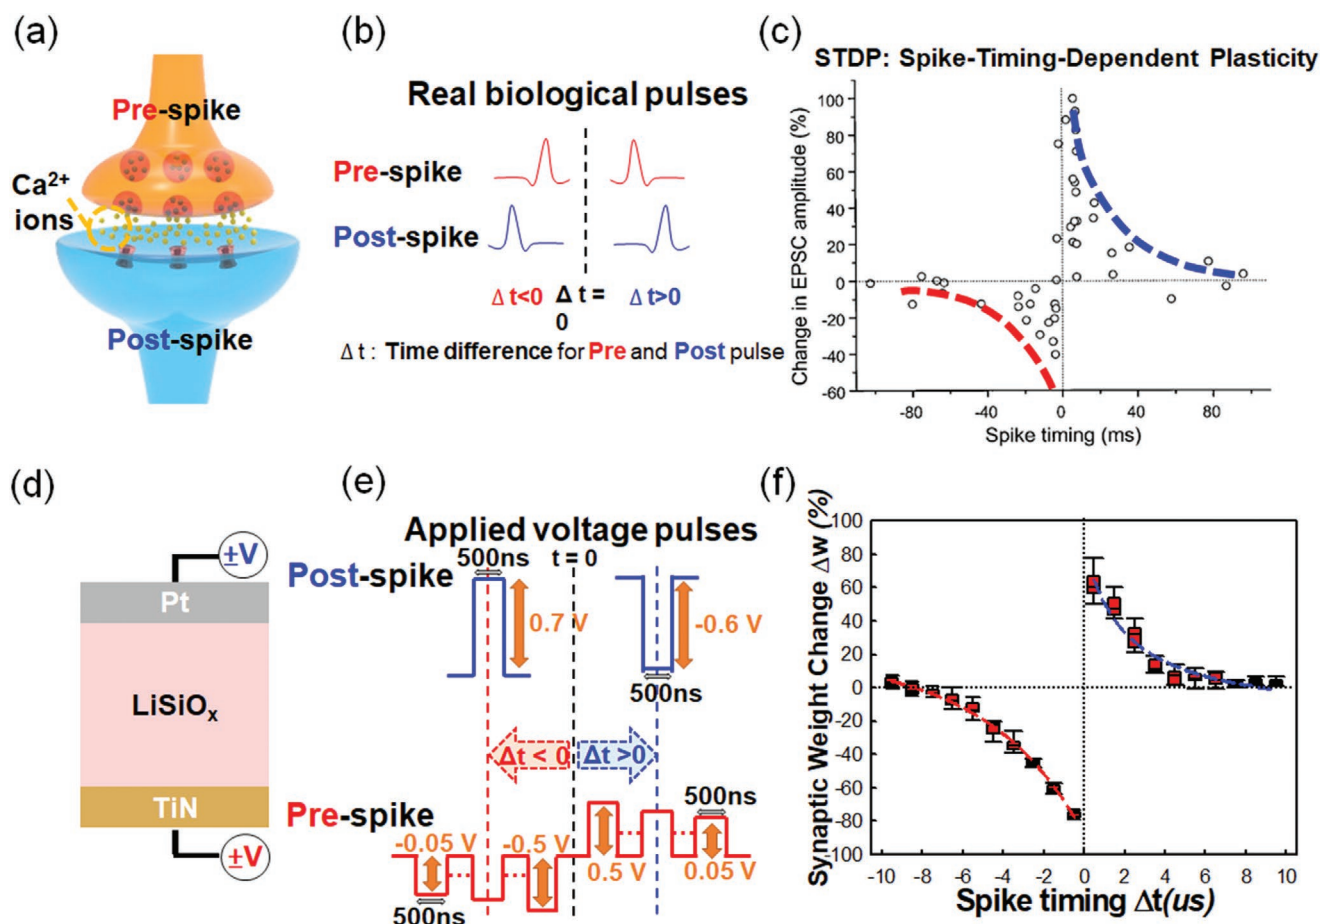 (a)
Pre-spike
Ca²⁺
ions
Post-spike
(b)
Real biological pulses
Pre-spike
Post-spike
Δ t<0
Δ t =
0
Δ t>0
Δ t : Time difference for Pre and Post pulse
(c)
STDP: Spike-Timing-Dependent Plasticity
Change in EPSC amplitude (%)
100
80
60
40
20
0
-20
-40
-60
-80
-40
0
40
80
Spike timing (ms)
(d)
±V
Pt
LiSiOₓ
TiN
±V
(e)
Applied voltage pulses
500ns
t = 0
Post-spike
0.7 V
-0.6 V
500ns
Δt < 0
Δt >0
Pre-spike
500ns
-0.05 V
-0.5V
0.5 V
0.05 V
500ns
(f)
Synaptic Weight Change Δw (%)
100
80
60
40
20
0
-20
-40
-60
-80
-100
-10
-8
-6
-4
-2
0
2
4
6
8
10
Spike timing Δt(us)